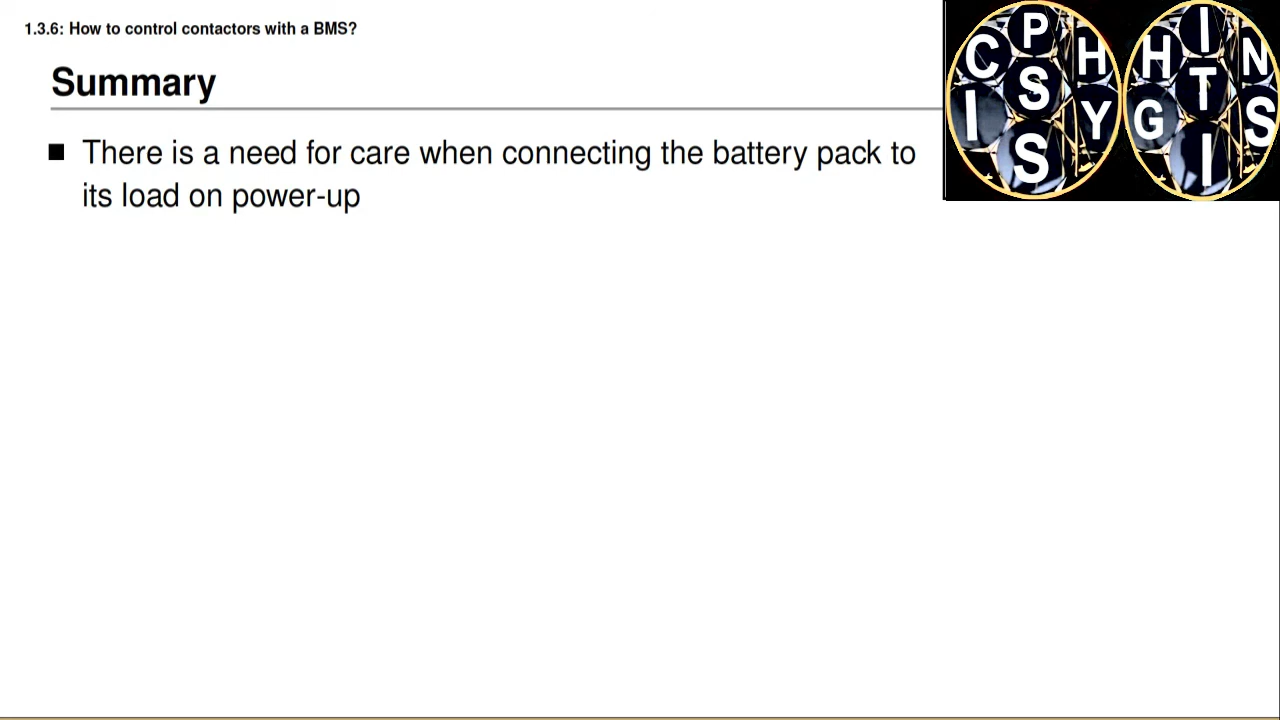 1.3.6: How to control contactors with a BMS?
Summary
There is a need for care when connecting the battery pack to
its load on power-up
P
C H
S
I Y
S
I
H N
T
G S
I